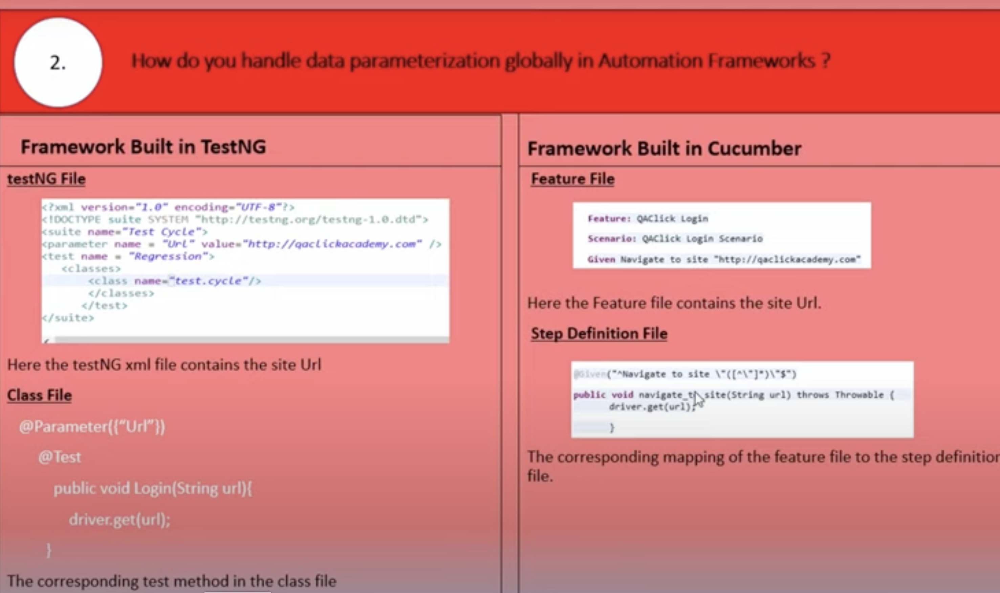 2.
How do you handle data parameterization globally in Automation Frameworks ?
Framework Built in TestNG
testNG File
<?xml version="1.0" encoding="UTF-8"?>
<!DOCTYPE suite SYSTEM "http://testng.org/testng-1.0.dtd">
<suite name="Test Cycle">
<parameter name = "Url" value="http://qaclickacademy.com" />
<test name = "Regression">
<classes>
<class name="test.cycle"/>
</classes>
</test>
</suite>
Here the testNG xml file contains the site Url
Class File
@Parameter({“Url”})
@Test
public void Login(String url){
driver.get(url);
}
The corresponding test method in the class file
Framework Built in Cucumber
Feature File
Feature: QAClick Login
Scenario: QAClick Login Scenario
Given Navigate to site "http://qaclickacademy.com"
Here the Feature file contains the site Url.
Step Definition File
@Given("^Navigate to site \"([^\"]*)\"$")
public void navigate_to_site(String url) throws Throwable {
driver.get(url);
}
The corresponding mapping of the feature file to the step definition
file.